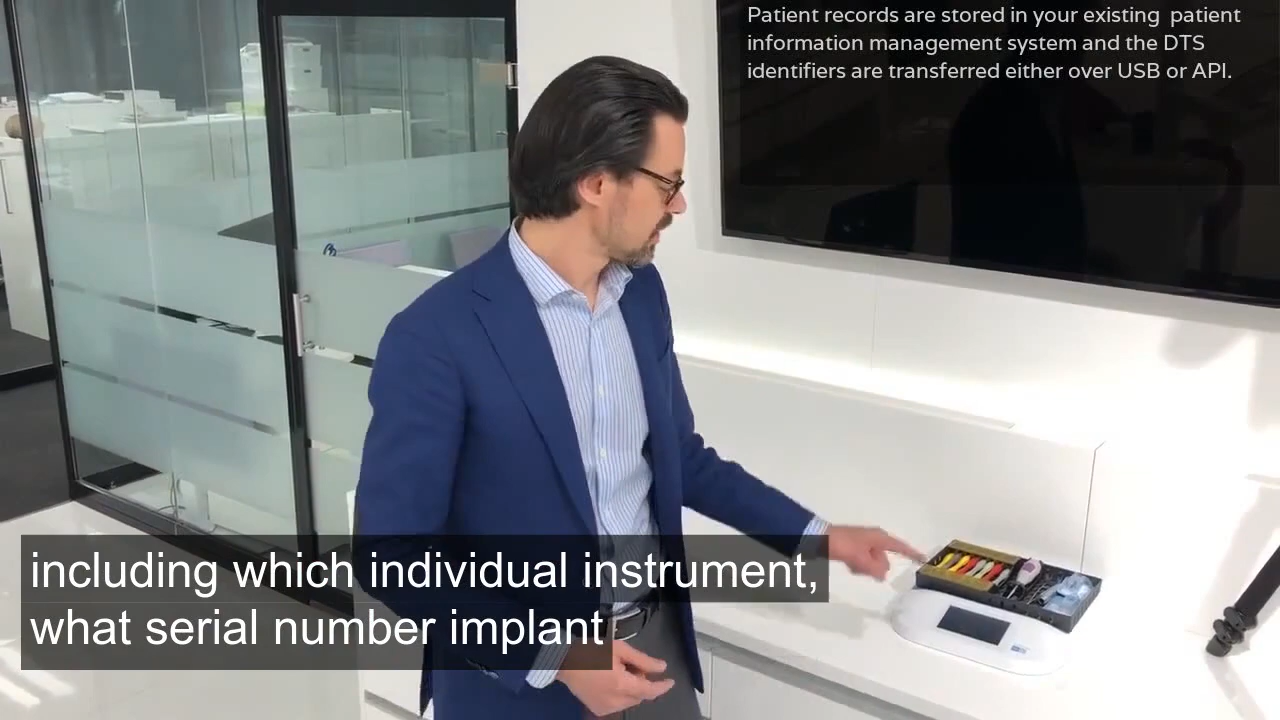 Patient records are stored in your existing patient
information management system and the DTS
identifiers are transferred either over USB or API.
including which individual instrument,
what serial number implant